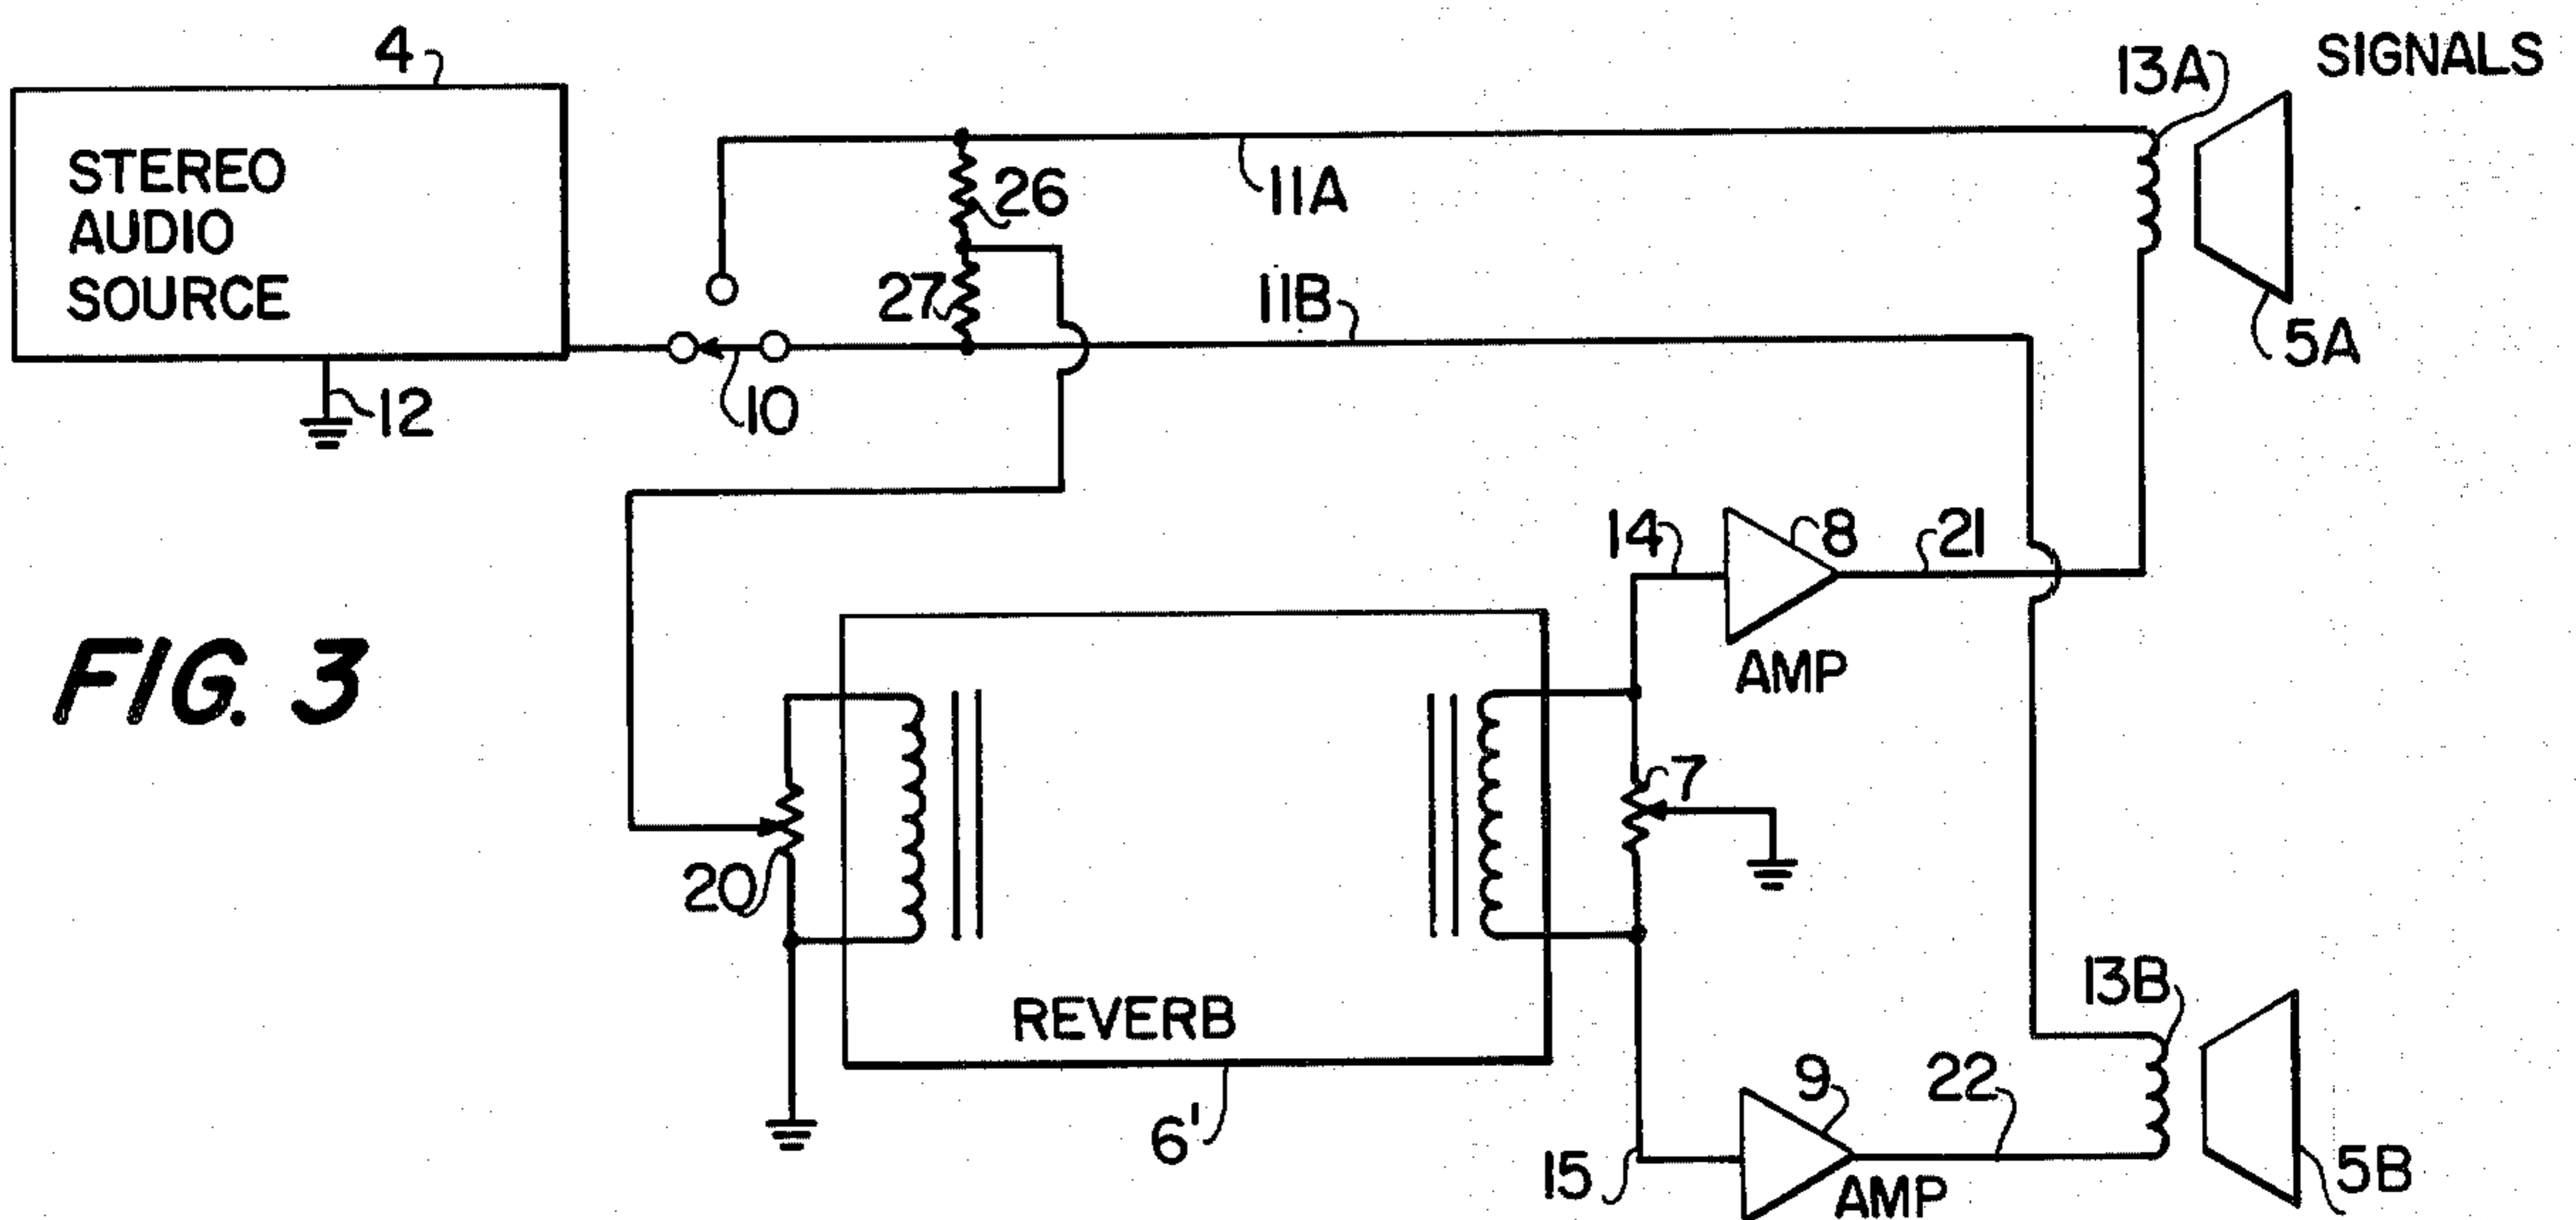 4
STEREO
AUDIO
SOURCE
12
10
26
27
11A
11B
13A
SIGNALS
5A
14
8
21
AMP
FIG. 3
20
7
REVERB
6'
13B
9
22
15
AMP
5B